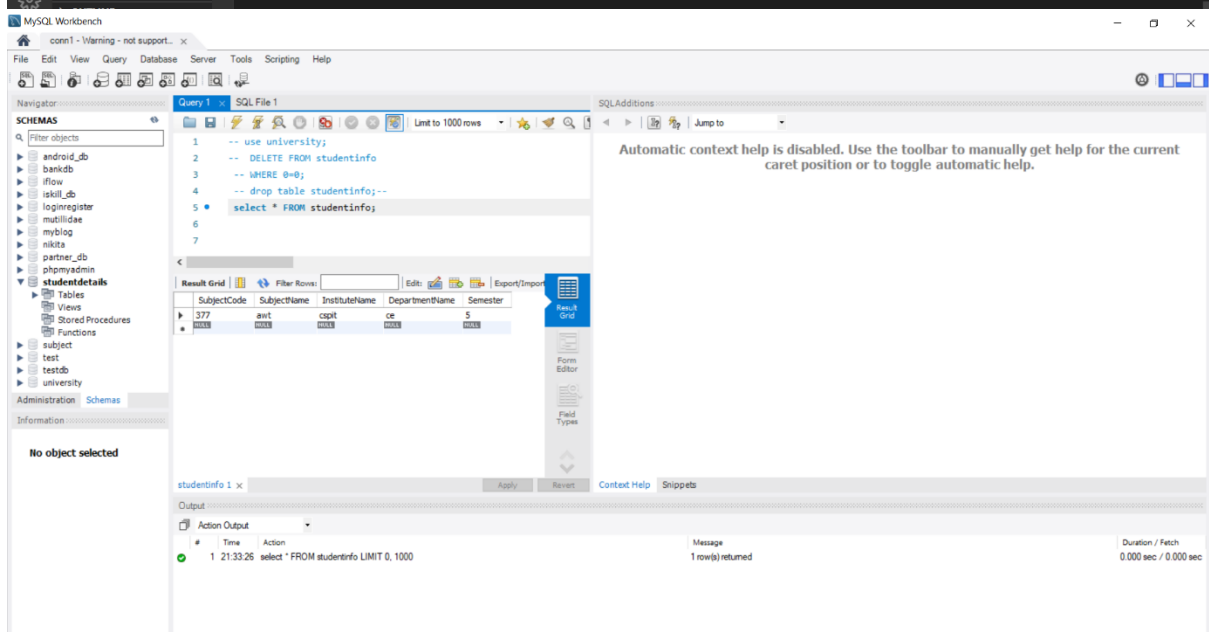 MySQL Workbench
conn1 - Warning - not support...
File Edit View Query Database Server Tools Scripting Help
Navigator
SCHEMAS
Filter objects
android_db
bankdb
iflow
iskill_db
loginregister
mutillidae
myblog
nikita
partner_db
phpmyadmin
studentdetails
Tables
Views
Stored Procedures
Functions
subject
test
testdb
university
Administration Schemas
Information
No object selected
Query 1 SQL File 1
Limit to 1000 rows
1 -- use university;
2 -- DELETE FROM studentinfo
3 -- WHERE 0=0;
4 -- drop table studentinfo;--
5 select * FROM studentinfo;
6
7
Result Grid Filter Rows: Edit: Export/Import
SubjectCode SubjectName InstituteName DepartmentName Semester
377 awt cspit ce 5
NULL NULL NULL NULL NULL
Result Grid
Form Editor
Field Types
studentinfo 1 Apply Revert
SQLAdditions
Jump to
Automatic context help is disabled. Use the toolbar to manually get help for the current
caret position or to toggle automatic help.
Context Help Snippets
Output
Action Output
# Time Action Message Duration / Fetch
1 21:33:26 select * FROM studentinfo LIMIT 0, 1000 1 row(s) returned 0.000 sec / 0.000 sec